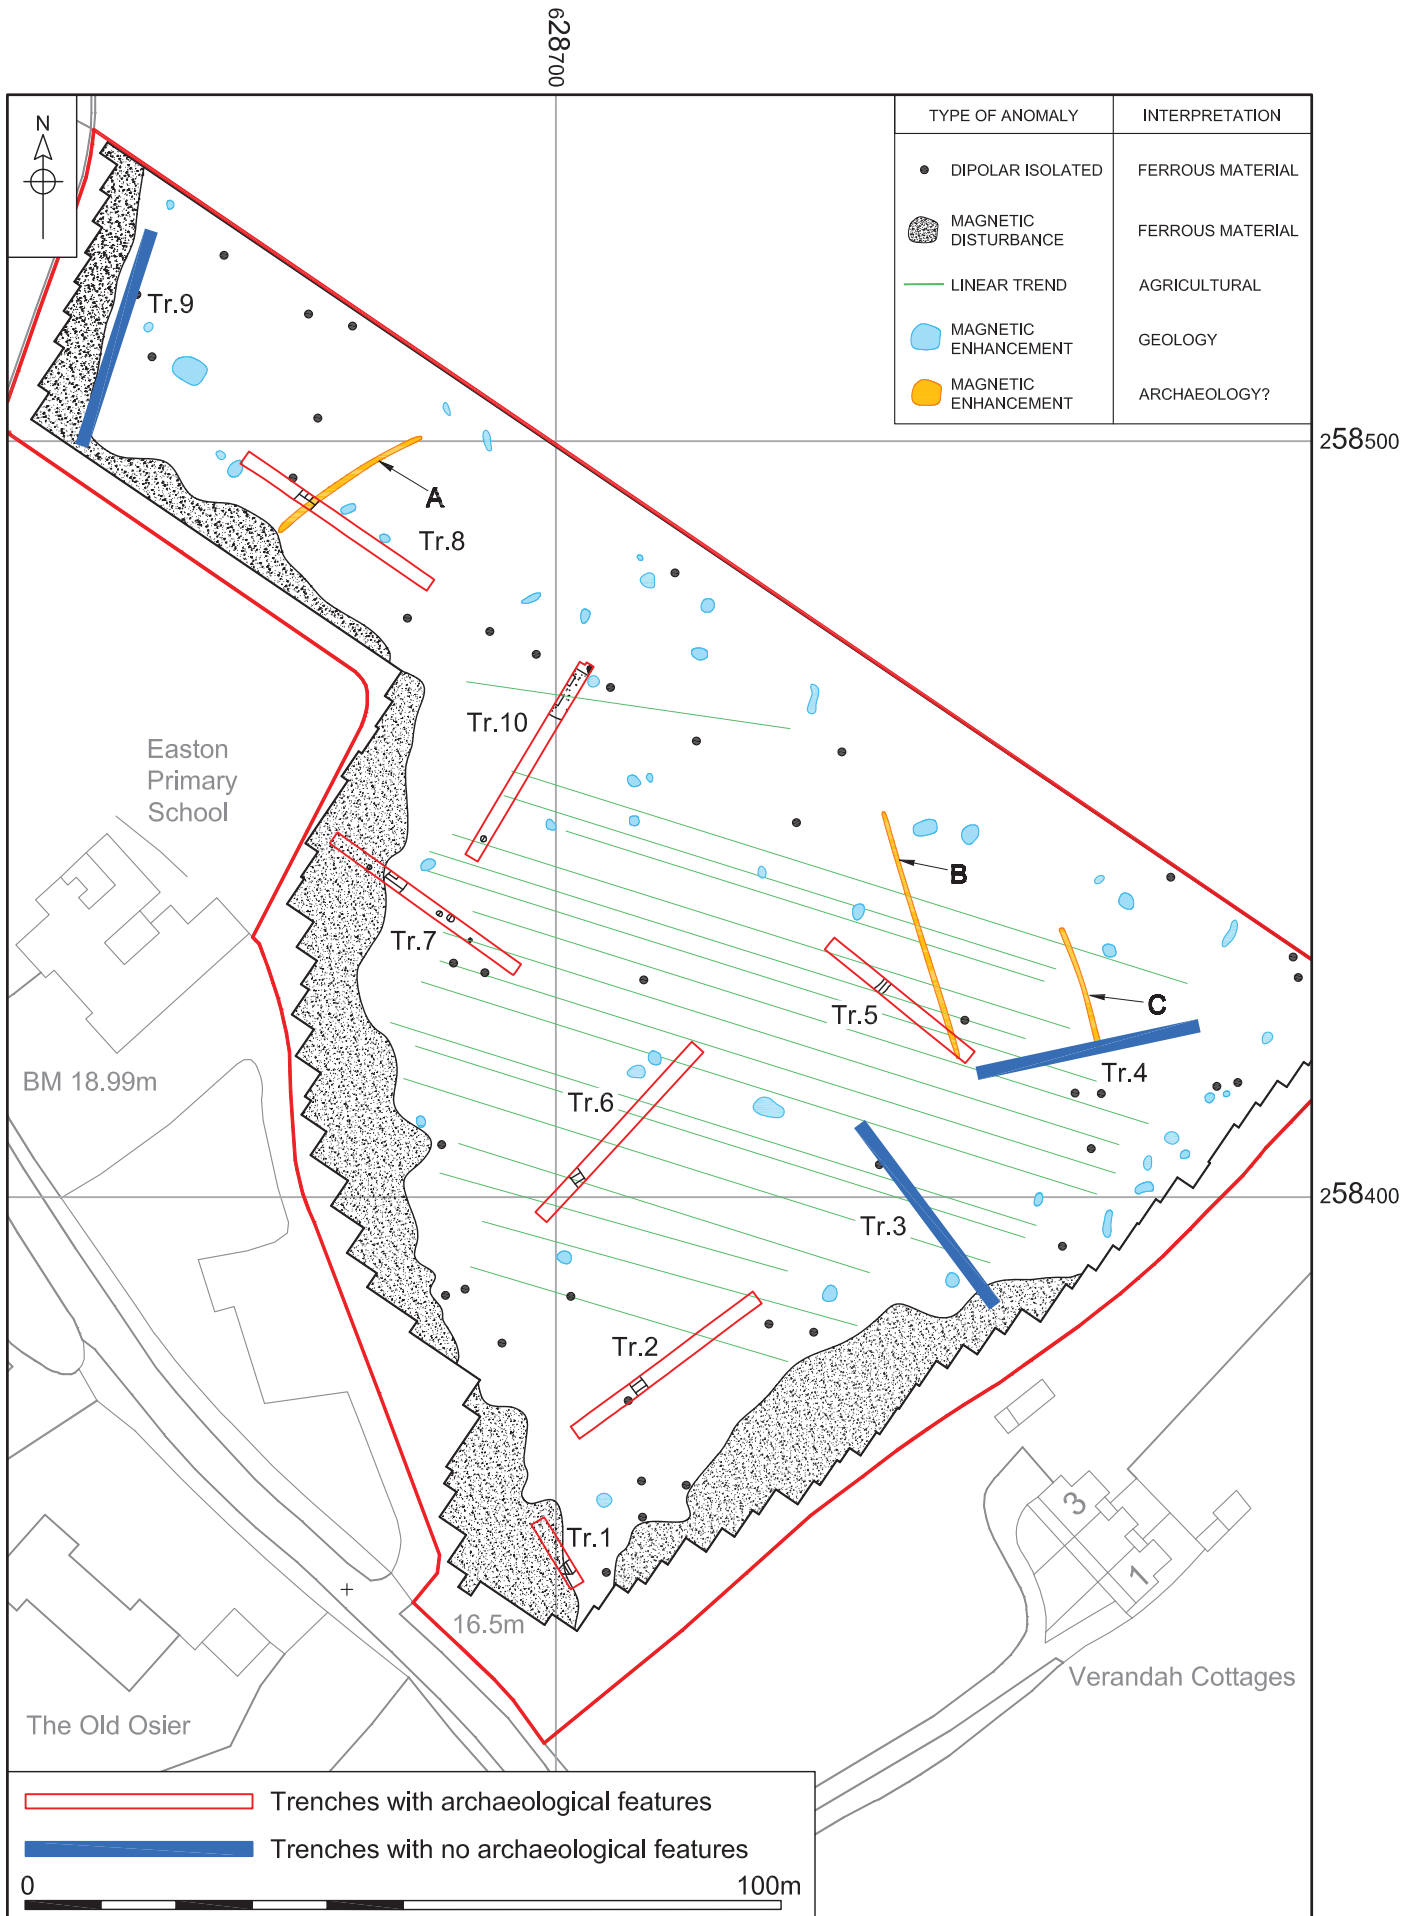 628700
N
TYPE OF ANOMALY INTERPRETATION
DIPOLAR ISOLATED FERROUS MATERIAL
MAGNETIC
DISTURBANCE FERROUS MATERIAL
LINEAR TREND AGRICULTURAL
MAGNETIC
ENHANCEMENT GEOLOGY
MAGNETIC
ENHANCEMENT ARCHAEOLOGY?
Tr.9
258500
A
Tr.8
Tr.10
Easton
Primary
School
B
Tr.7
C
Tr.5
BM 18.99m
Tr.4
Tr.6
258400
Tr.3
Tr.2
3
Tr.1
1
16.5m
Verandah Cottages
The Old Osier
Trenches with archaeological features
Trenches with no archaeological features
0 100m